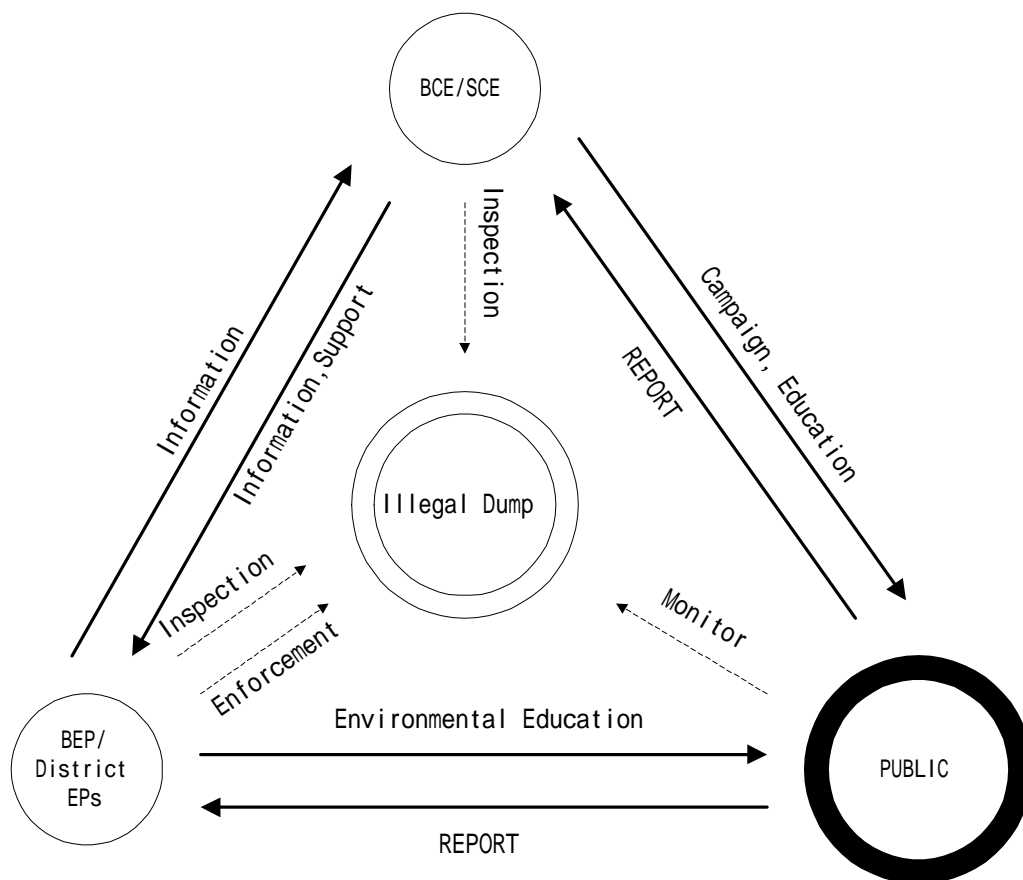 BCE/SCE
Inspection
Information
Information,Support
Campaign, Education
REPORT
Illegal Dump
Inspection
Enforcement
Monitor
Environmental Education
BEP/
District
EPs
PUBLIC
REPORT